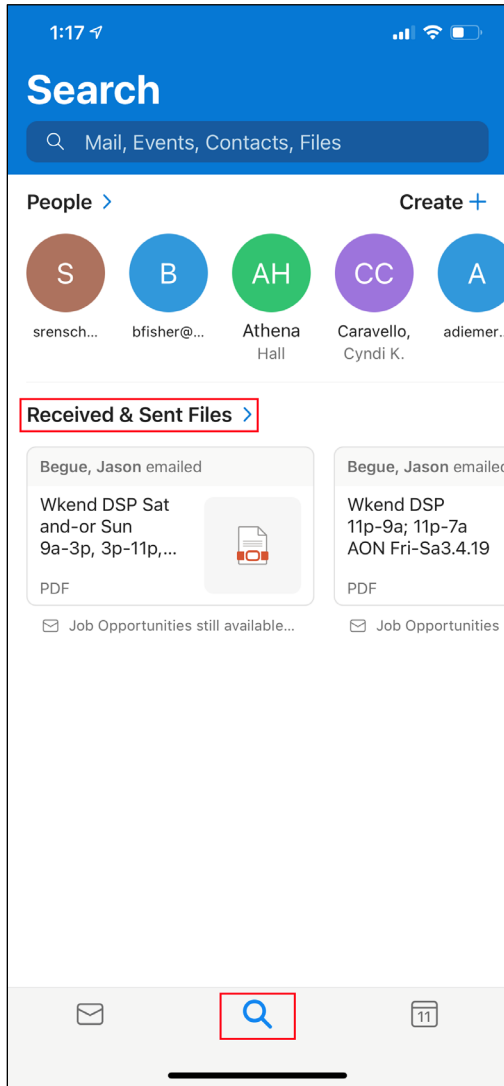 1:17
Search
Mail, Events, Contacts, Files
People
Create
S
B
AH
CC
A
srensch...
bfisher@...
Athena
Hall
Caravello,
Cyndi K.
adiemer..
Received & Sent Files
Begue, Jason emailed
Wkend DSP Sat
and-or Sun
9a-3p, 3p-11p,...
PDF
Job Opportunities still available...
Begue, Jason emailed
Wkend DSP
11p-9a; 11p-7a
AON Fri-Sa3.4.19
PDF
Job Opportunities
11